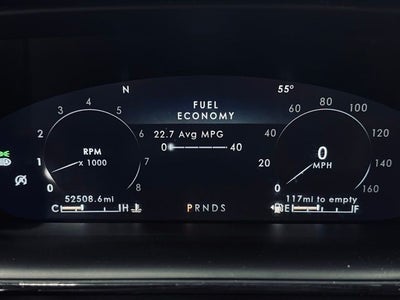 N
55°
FUEL
ECONOMY
22.7 Avg MPG
0 40
0 1 2 3 4 5 6 7 8
RPM
x 1000
0 20 40 60 80 100 120 140 160
0
MPH
52508.6mi
117mi to empty
C H
PRNDS
E F